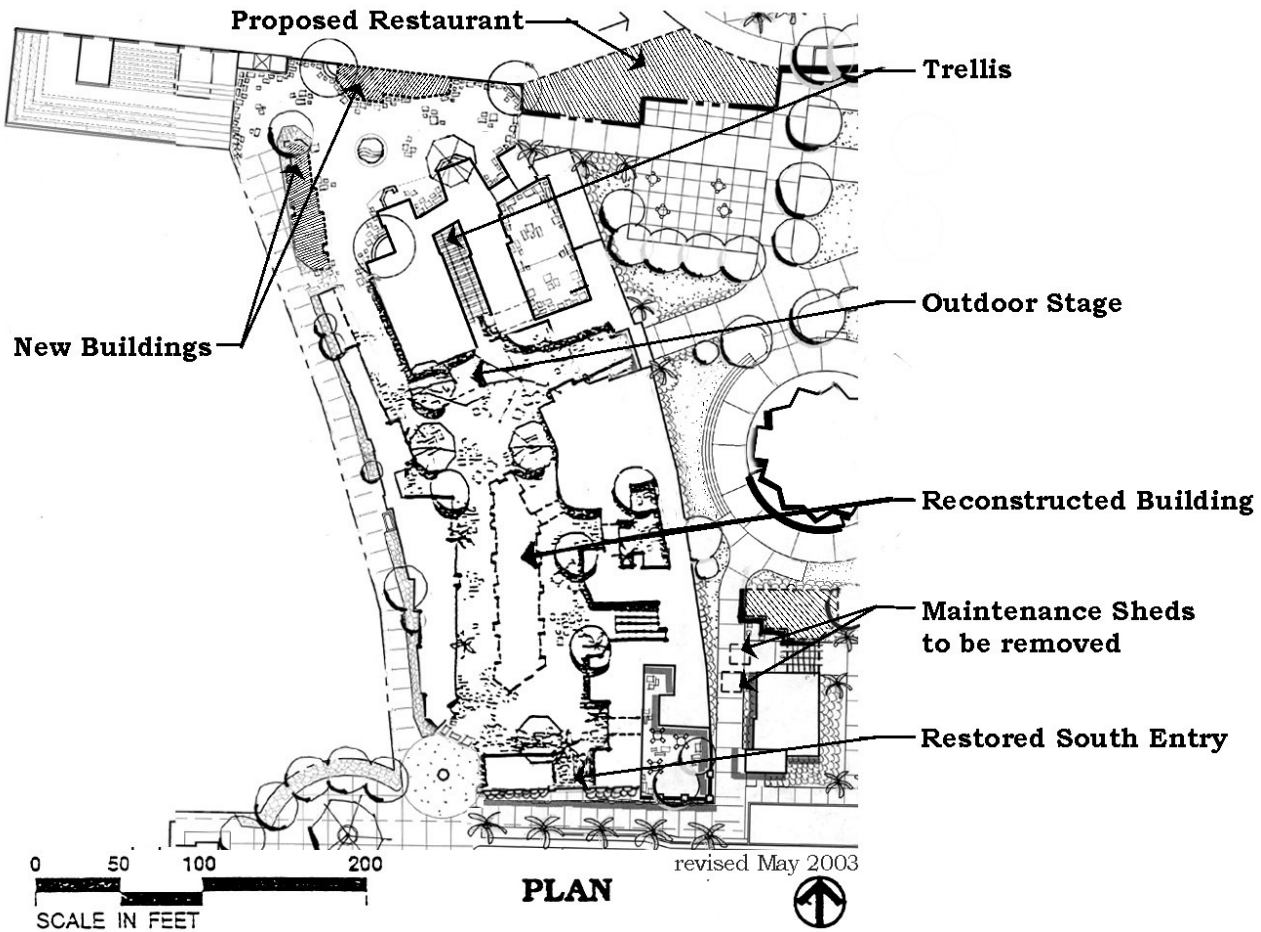 Proposed Restaurant
Trellis
Outdoor Stage
New Buildings
Reconstructed Building
Maintenance Sheds
to be removed
Restored South Entry
0 50 100 200
SCALE IN FEET
PLAN
revised May 2003